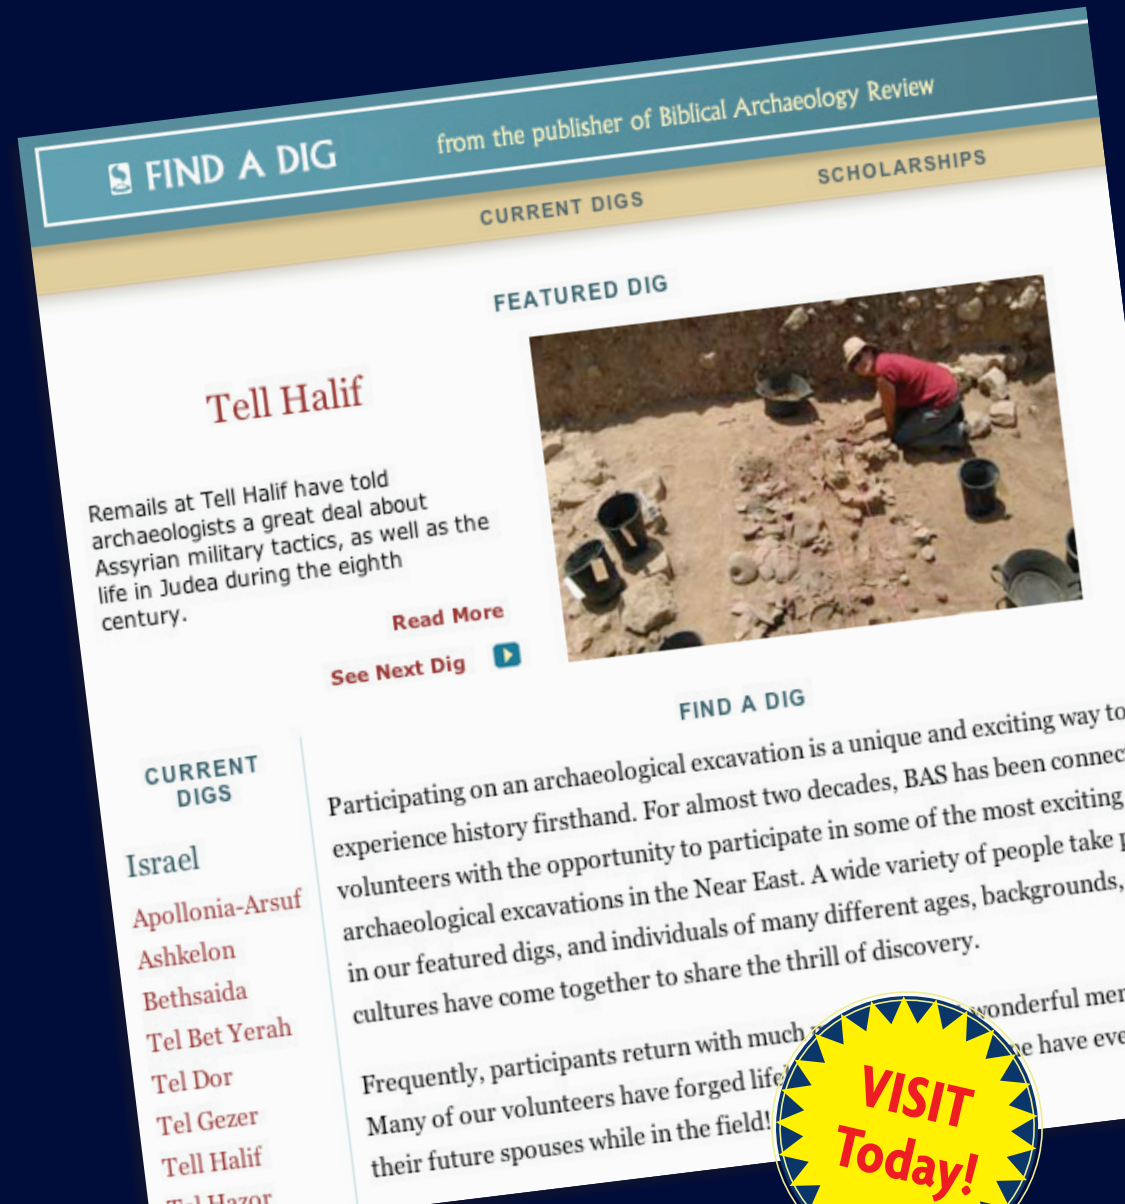 FIND A DIG
from the publisher of Biblical Archaeology Review
CURRENT DIGS
SCHOLARSHIPS
FEATURED DIG
Tell Halif
Remails at Tell Halif have told
archaeologists a great deal about
Assyrian military tactics, as well as the
life in Judea during the eighth
century.
Read More
See Next Dig
CURRENT
DIGS
Israel
Apollonia-Arsuf
Ashkelon
Bethsaida
Tel Bet Yerah
Tel Dor
Tel Gezer
Tell Halif
Tel Hazor
FIND A DIG
Participating on an archaeological excavation is a unique and exciting way to
experience history firsthand. For almost two decades, BAS has been
volunteers with the opportunity to participate in some of the most exciting
archaeological excavations in the Near East. A wide variety of people take
in our featured digs, and individuals of many different ages, backgrounds,
cultures have come together to share the thrill of discovery.
Frequently, participants return with much wonderful
Many of our volunteers have forged have
their future spouses while in the field!
VISIT
Today!